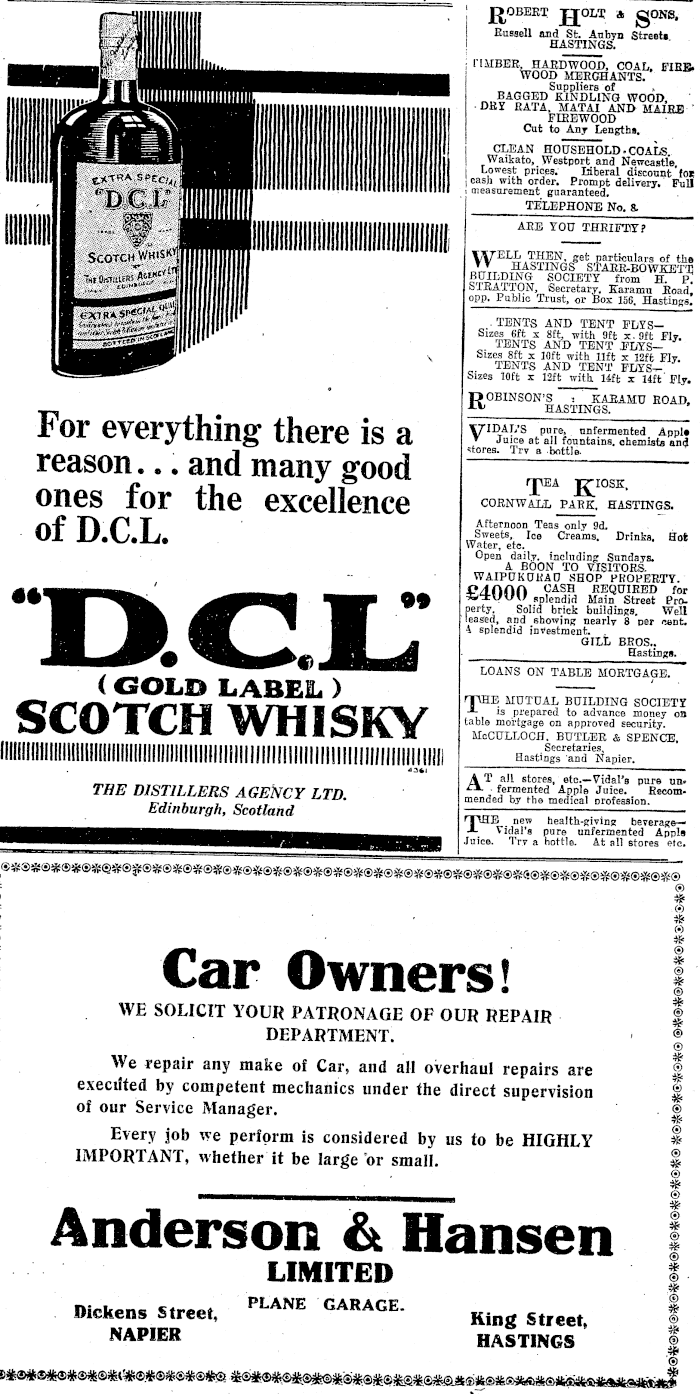 EXTRA SPECIAL
"D.C.L"
SCOTCH WHISKY
BY
THE DISTILLERS AGENCY LTD
EDINBURGH
EXTRA SPECIAL QUAL
BOTTLED IN SCOTLAND
For everything there is a
reason... and many good
ones for the excellence
of D.C.L.
"D.C.L"
(GOLD LABEL)
SCOTCH WHISKY
4361
THE DISTILLERS AGENCY LTD.
Edinburgh, Scotland
ROBERT HOLT & SONS,
Russell and St. Aubyn Streets,
HASTINGS.
TIMBER, HARDWOOD, COAL, FIRE-
WOOD MERCHANTS.
Suppliers of
BAGGED KINDLING WOOD,
DRY RATA, MATAI AND MAIRE
FIREWOOD
Cut to Any Lengths.
CLEAN HOUSEHOLD COALS,
Waikato, Westport and Newcastle,
Lowest prices. Liberal discount for
cash with order. Prompt delivery. Full
measurement guaranteed.
TELEPHONE No. 8.
ARE YOU THRIFTY?
WELL THEN, get particulars of the
HASTINGS STARR-BOWKETT
BUILDING SOCIETY from H. P.
STRATTON, Secretary, Karamu Road,
opp. Public Trust, or Box 156, Hastings.
TENTS AND TENT FLYS—
Sizes 6ft x 8ft, with 9ft x 9ft Fly.
TENTS AND TENT FLYS—
Sizes 8ft x 10ft with 11ft x 12ft Fly.
TENTS AND TENT FLYS—
Sizes 10ft x 12ft with 14ft x 14ft Fly.
ROBINSON'S : KARAMU ROAD,
HASTINGS.
VIDAL'S pure, unfermented Apple
Juice at all fountains, chemists and
stores. Try a bottle.
TEA KIOSK,
CORNWALL PARK, HASTINGS.
Afternoon Teas only 9d.
Sweets, Ice Creams, Drinks, Hot
Water, etc.
Open daily, including Sundays.
A BOON TO VISITORS.
WAIPUKURAU SHOP PROPERTY.
£4000 CASH REQUIRED for
splendid Main Street Pro-
perty. Solid brick buildings. Well
leased, and showing nearly 8 per cent.
A splendid investment.
GILL BROS.,
Hastings.
LOANS ON TABLE MORTGAGE.
THE MUTUAL BUILDING SOCIETY
is prepared to advance money on
table mortgage on approved security.
McCULLOCH, BUTLER & SPENCE,
Secretaries,
Hastings and Napier.
AT all stores, etc.—Vidal's pure un-
fermented Apple Juice. Recom-
mended by the medical profession.
THE new health-giving beverage—
Vidal's pure unfermented Apple
Juice. Try a bottle. At all stores etc.
Car Owners!
WE SOLICIT YOUR PATRONAGE OF OUR REPAIR
DEPARTMENT.
We repair any make of Car, and all overhaul repairs are
executed by competent mechanics under the direct supervision
of our Service Manager.
Every job we perform is considered by us to be HIGHLY
IMPORTANT, whether it be large or small.
Anderson & Hansen
LIMITED
PLANE GARAGE.
Dickens Street,
NAPIER
King Street,
HASTINGS